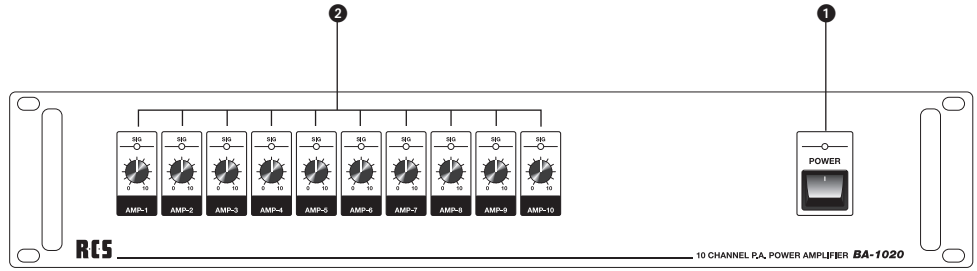 2 1
SIG SIG SIG SIG SIG SIG SIG SIG SIG SIG
POWER
0 10 0 10 0 10 0 10 0 10 0 10 0 10 0 10 0 10 0 10
AMP-1 AMP-2 AMP-3 AMP-4 AMP-5 AMP-6 AMP-7 AMP-8 AMP-9 AMP-10
RCS
10 CHANNEL P.A. POWER AMPLIFIER BA-1020